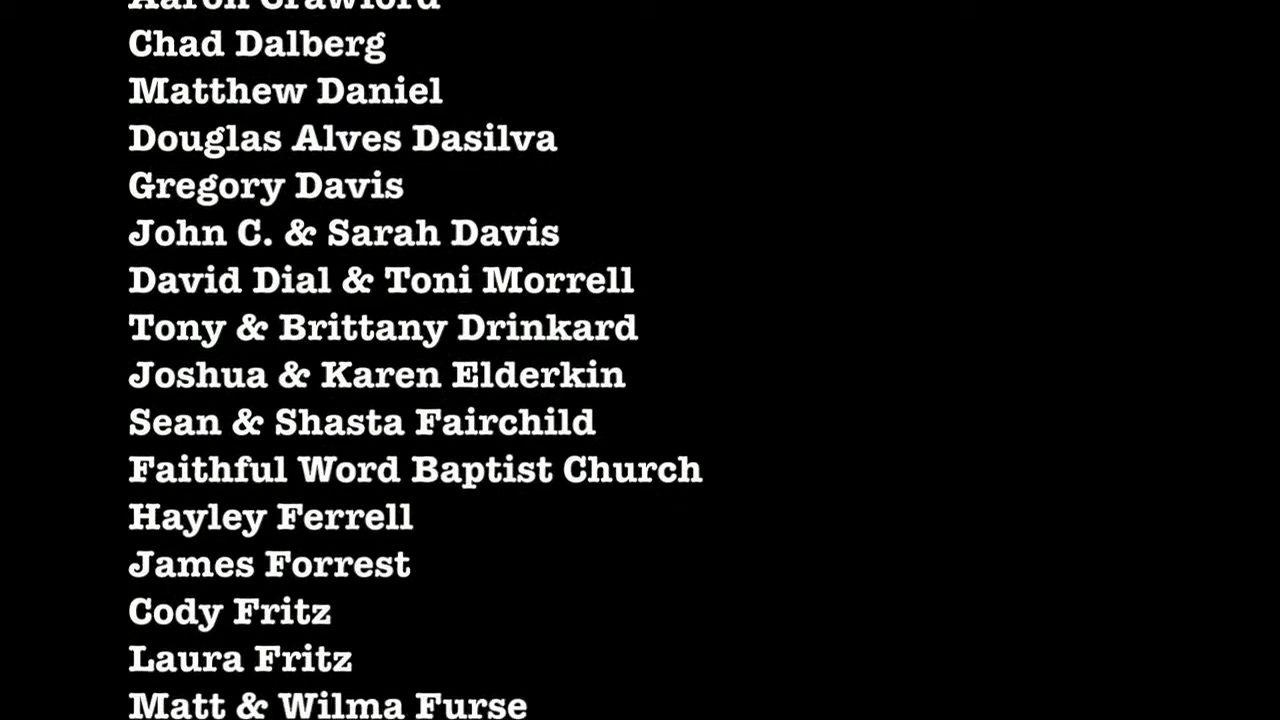 Aaron Crawford
Chad Dalberg
Matthew Daniel
Douglas Alves Dasilva
Gregory Davis
John C. & Sarah Davis
David Dial & Toni Morrell
Tony & Brittany Drinkard
Joshua & Karen Elderkin
Sean & Shasta Fairchild
Faithful Word Baptist Church
Hayley Ferrell
James Forrest
Cody Fritz
Laura Fritz
Matt & Wilma Furse